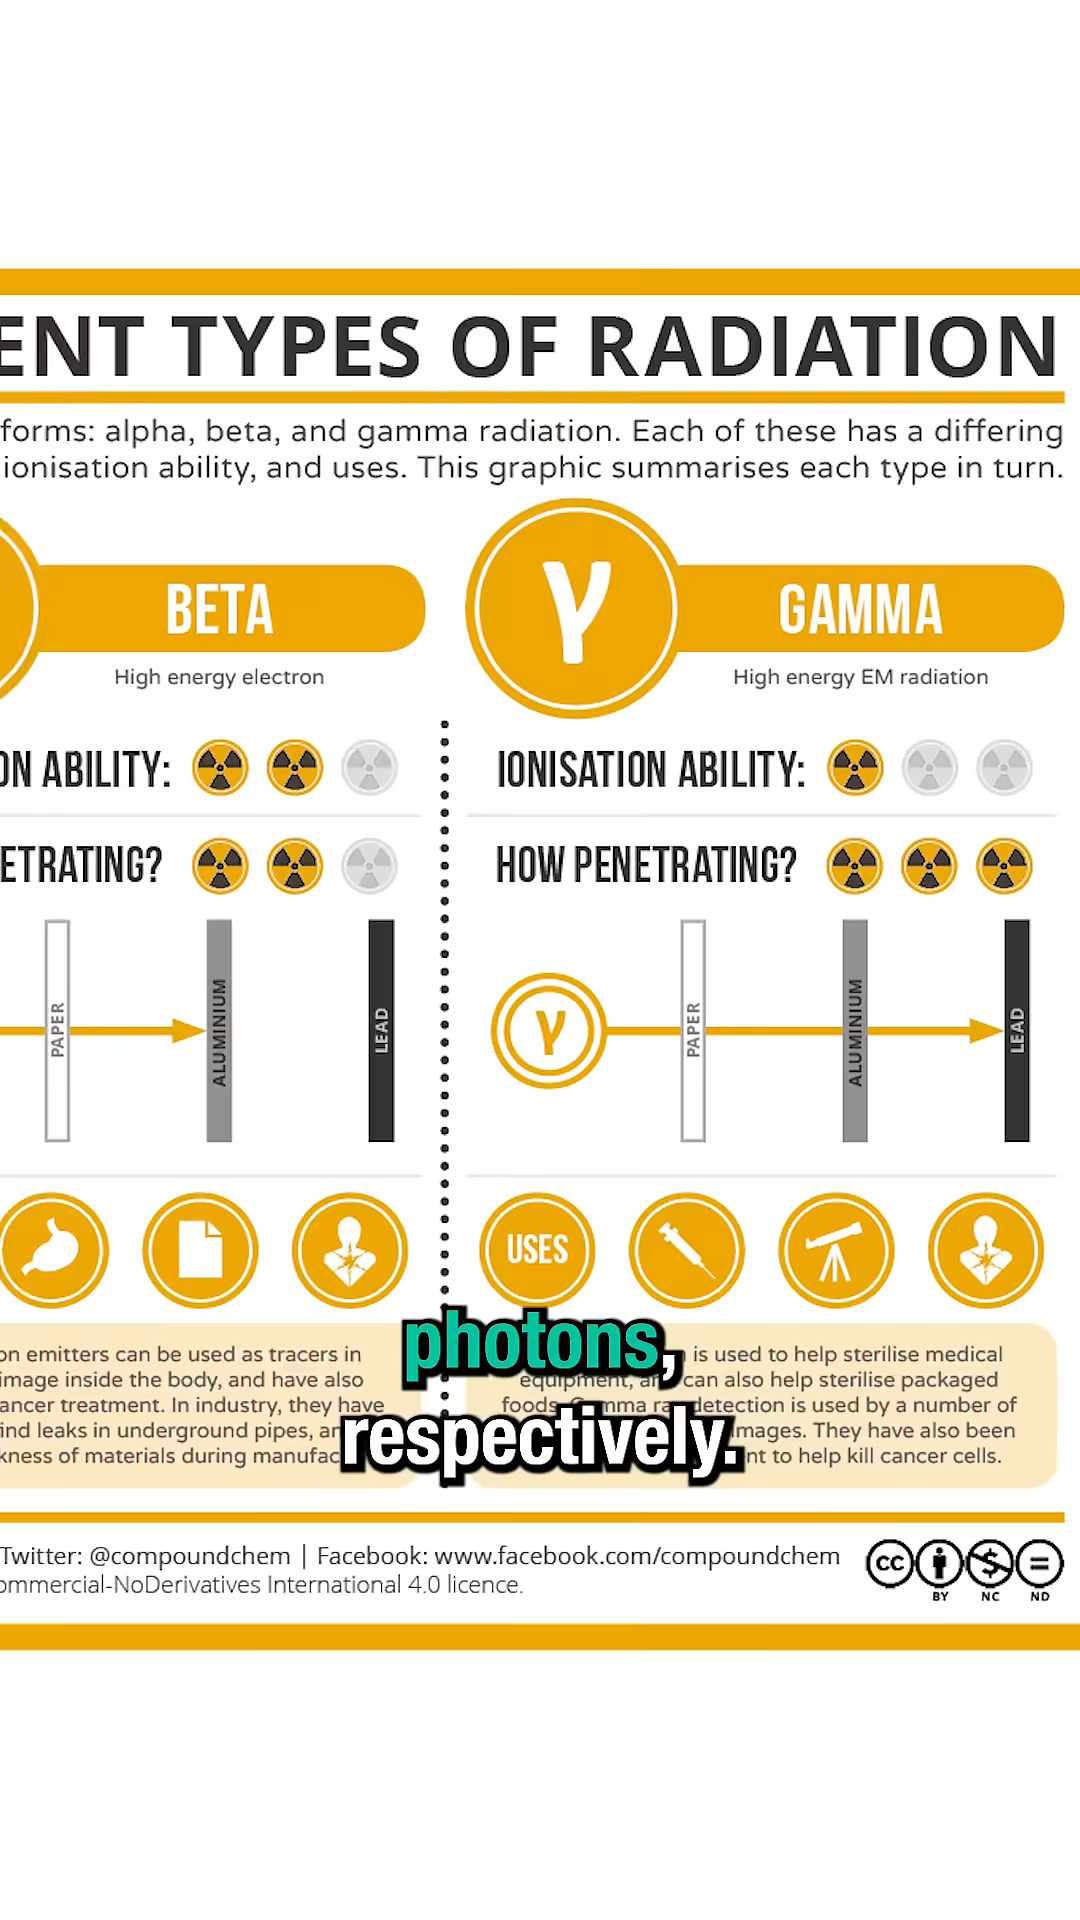 ENT TYPES OF RADIATION
forms: alpha, beta, and gamma radiation. Each of these has a differing
ionisation ability, and uses. This graphic summarises each type in turn.
BETA
High energy electron
ON ABILITY:
ETRATING?
PAPER
ALUMINIUM
LEAD
on emitters can be used as tracers in
image inside the body, and have also
ancer treatment. In industry, they have
ind leaks in underground pipes, an
kness of materials during manufac
γ
GAMMA
High energy EM radiation
IONISATION ABILITY:
HOW PENETRATING?
γ
PAPER
ALUMINIUM
LEAD
USES
is used to help sterilise medical
equipment, can also help sterilise packaged
foods. detection is used by a number of
mages. They have also been
nt to help kill cancer cells.
photons,
respectively.
Twitter: @compoundchem | Facebook: www.facebook.com/compoundchem
ommercial-NoDerivatives International 4.0 licence.
CC
BY NC ND